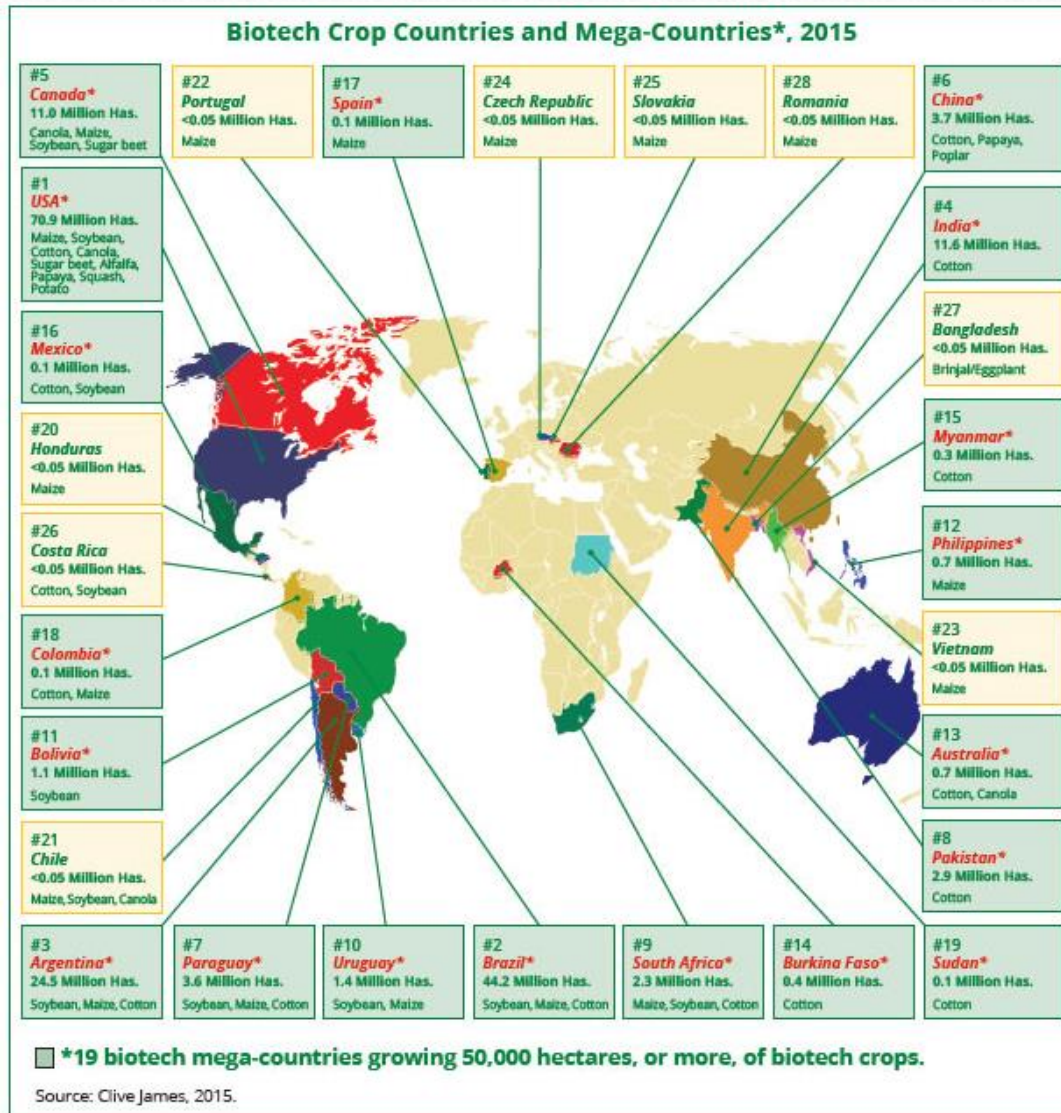 Biotech Crop Countries and Mega-Countries*, 2015
#5
Canada*
11.0 Million Has.
Canola, Maize,
Soybean, Sugar beet
#22
Portugal
<0.05 Million Has.
Maize
#17
Spain*
0.1 Million Has.
Maize
#24
Czech Republic
<0.05 Million Has.
Maize
#25
Slovakia
<0.05 Million Has.
Maize
#28
Romania
<0.05 Million Has.
Maize
#6
China*
3.7 Million Has.
Cotton, Papaya,
Poplar
#1
USA*
70.9 Million Has.
Maize, Soybean,
Cotton, Canola,
Sugar beet, Alfalfa,
Papaya, Squash,
Potato
#4
India*
11.6 Million Has.
Cotton
#27
Bangladesh
<0.05 Million Has.
Brinjal/Eggplant
#16
Mexico*
0.1 Million Has.
Cotton, Soybean
#15
Myanmar*
0.3 Million Has.
Cotton
#20
Honduras
<0.05 Million Has.
Maize
#12
Philippines*
0.7 Million Has.
Maize
#26
Costa Rica
<0.05 Million Has.
Cotton, Soybean
#23
Vietnam
<0.05 Million Has.
Maize
#18
Colombia*
0.1 Million Has.
Cotton, Maize
#13
Australia*
0.7 Million Has.
Cotton, Canola
#11
Bolivia*
1.1 Million Has.
Soybean
#8
Pakistan*
2.9 Million Has.
Cotton
#21
Chile
<0.05 Million Has.
Maize, Soybean, Canola
#3
Argentina*
24.5 Million Has.
Soybean, Maize, Cotton
#7
Paraguay*
3.6 Million Has.
Soybean, Maize, Cotton
#10
Uruguay*
1.4 Million Has.
Soybean, Maize
#2
Brazil*
44.2 Million Has.
Soybean, Maize, Cotton
#9
South Africa*
2.3 Million Has.
Maize, Soybean, Cotton
#14
Burkina Faso*
0.4 Million Has.
Cotton
#19
Sudan*
0.1 Million Has.
Cotton
*19 biotech mega-countries growing 50,000 hectares, or more, of biotech crops.
Source: Clive James, 2015.